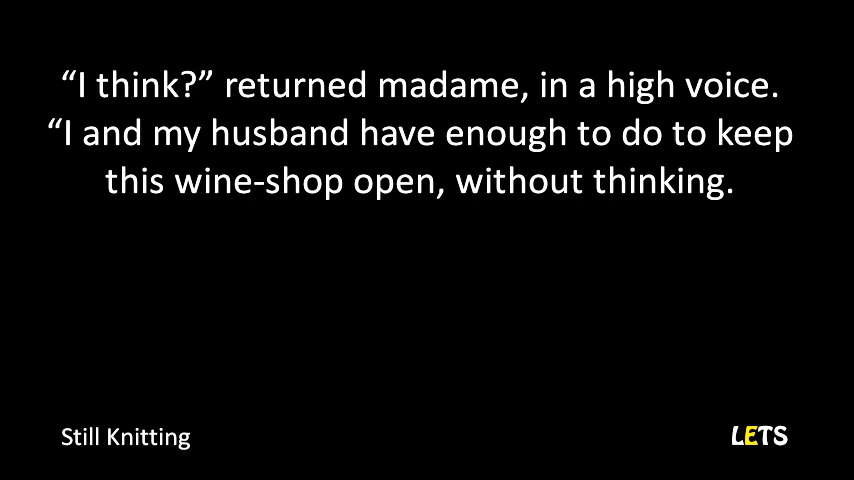 “I think?” returned madame, in a high voice.
“I and my husband have enough to do to keep
this wine-shop open, without thinking.
Still Knitting
LETS